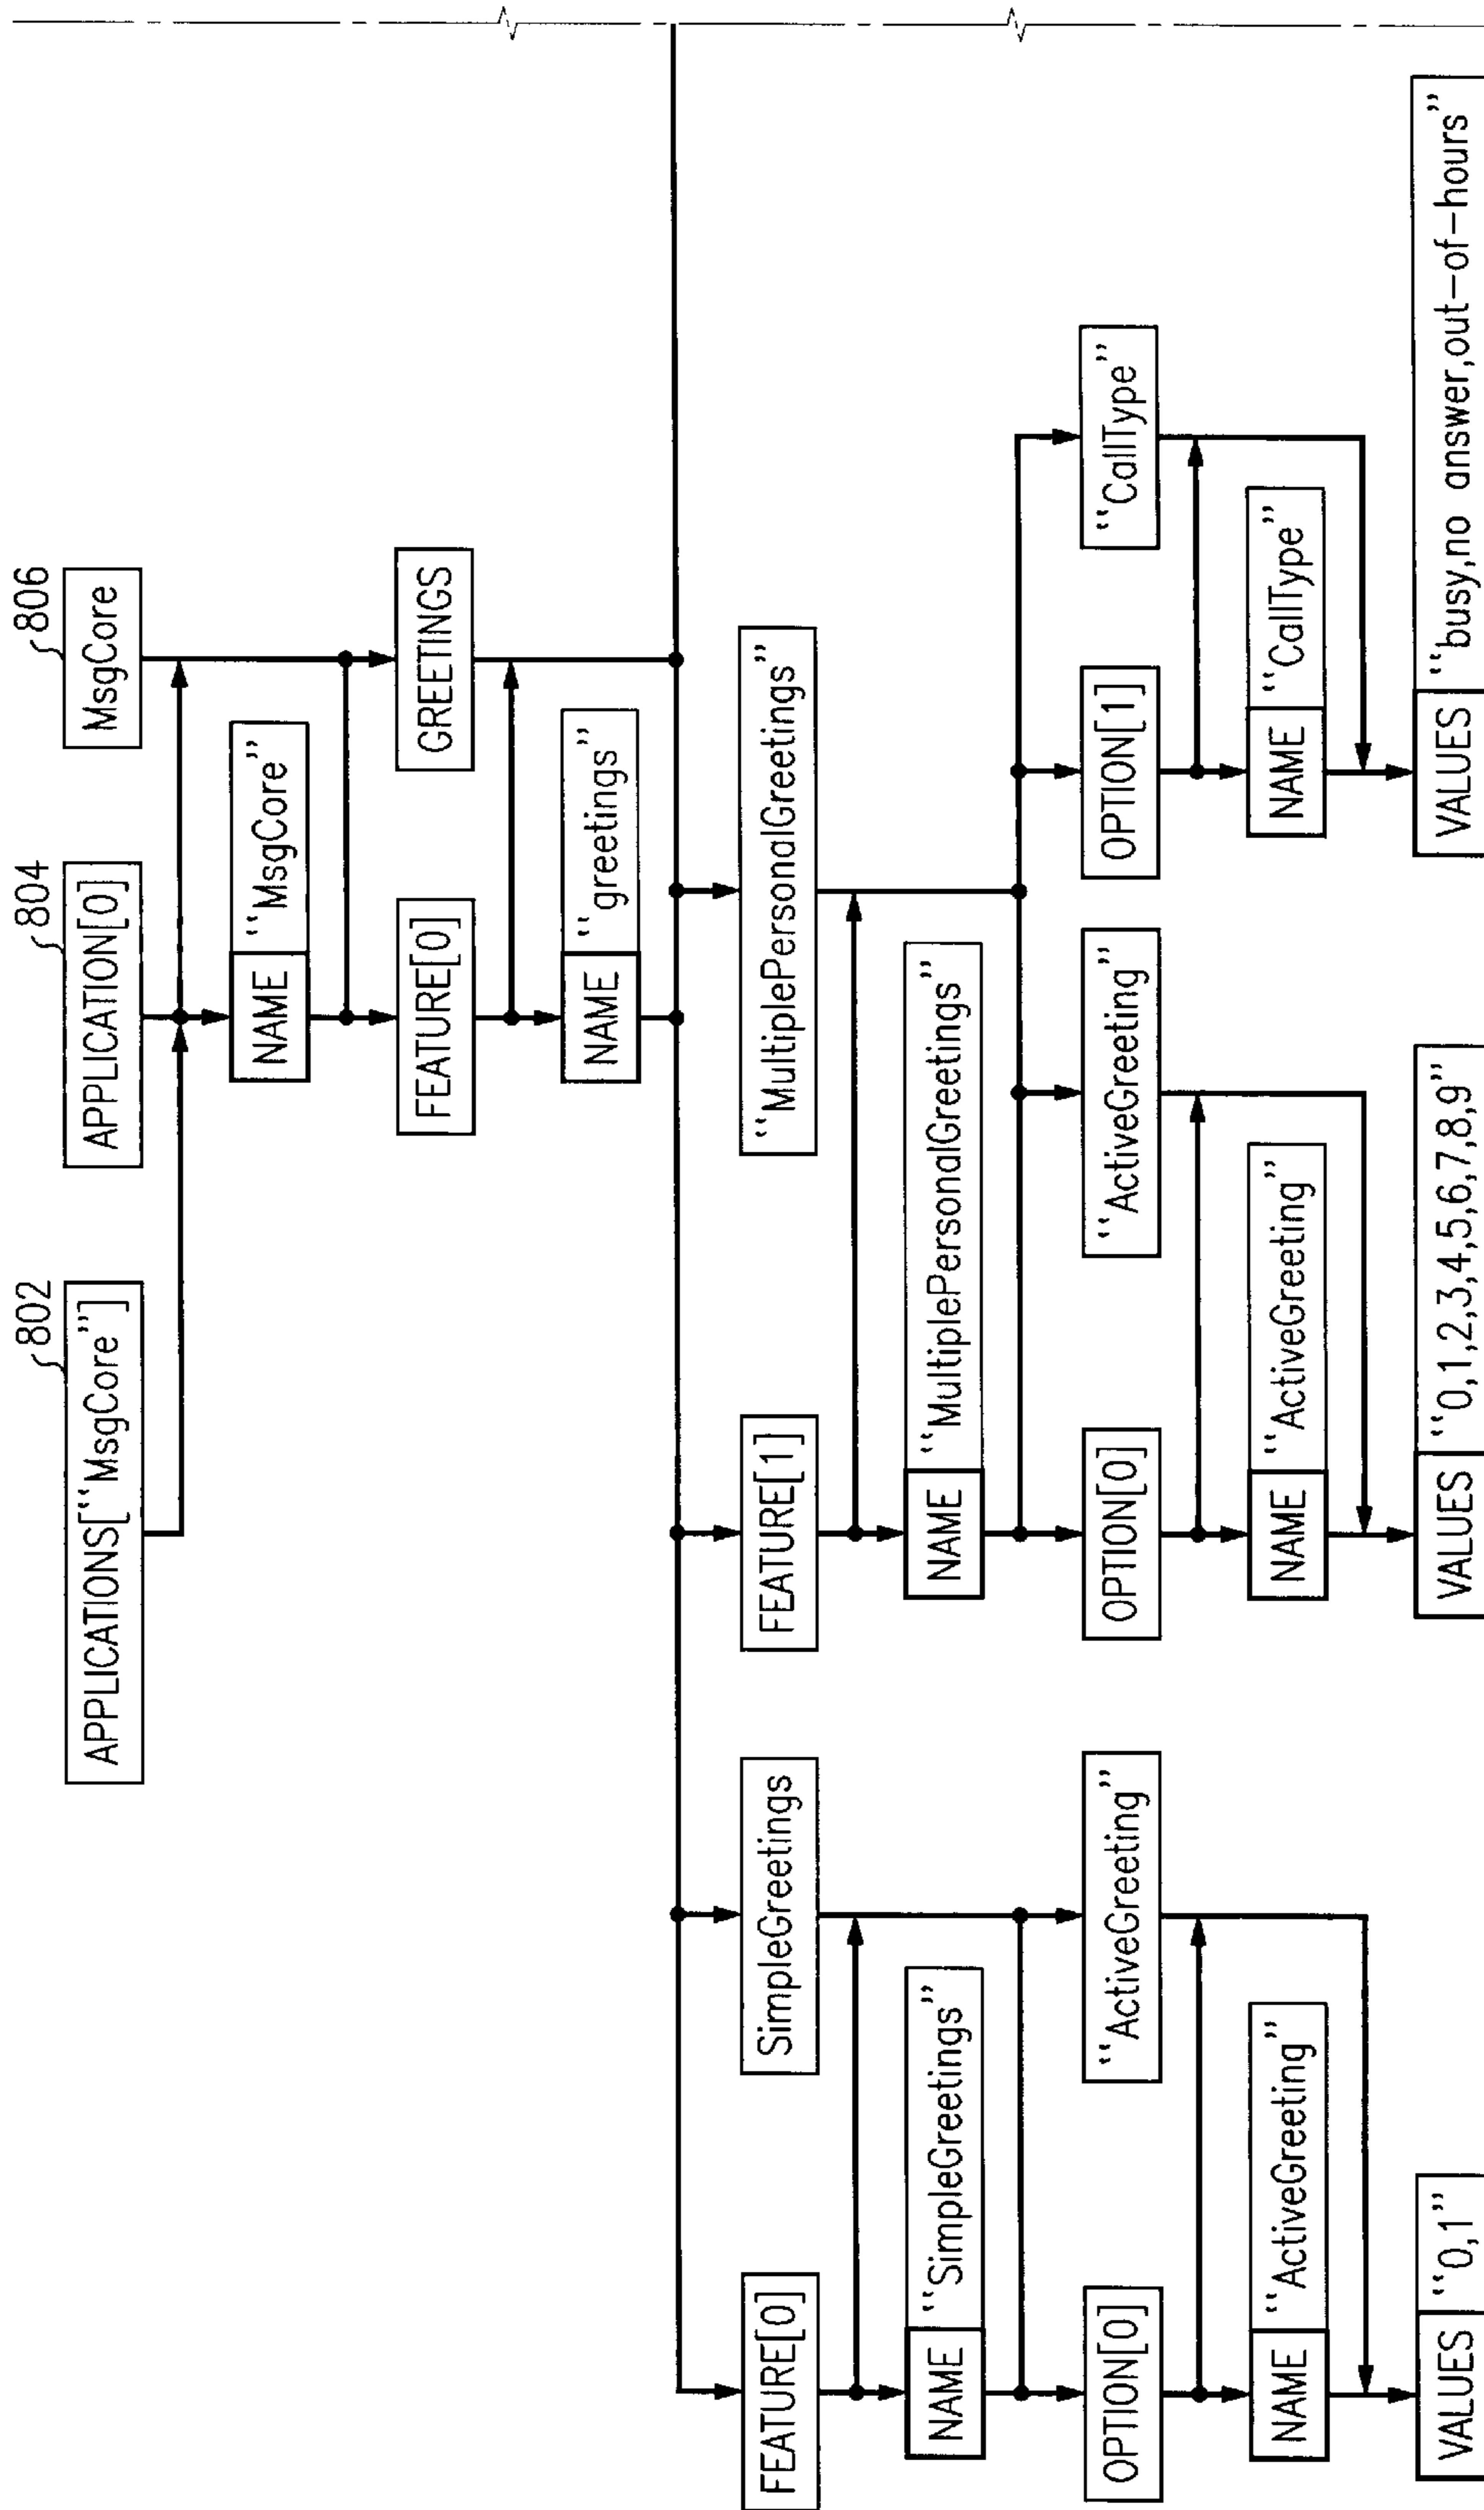 802
804
806
APPLICATIONS[“MsgCore”]
APPLICATION[0]
MsgCore
NAME “MsgCore”
FEATURE[0]
GREETINGS
NAME “greetings”
FEATURE[0]
SimpleGreetings
FEATURE[1]
“MultiplePersonalGreetings”
NAME “SimpleGreetings”
NAME “MultiplePersonalGreetings”
OPTION[0]
“ActiveGreeting”
OPTION[0]
“ActiveGreeting”
OPTION[1]
“CallType”
NAME “ActiveGreeting”
NAME “ActiveGreeting”
NAME “CallType”
VALUES “0,1”
VALUES “0,1,2,3,4,5,6,7,8,9”
VALUES “busy,no answer,out-of-hours”